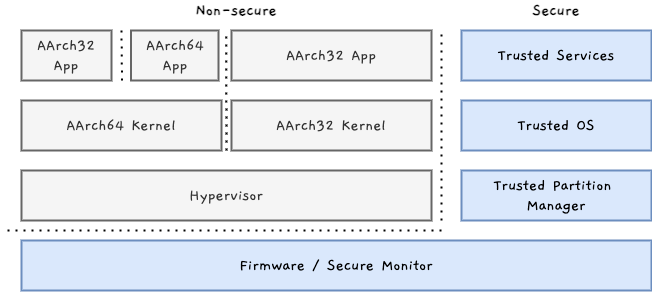 Non-secure
Secure
AArch32
App
AArch64
App
AArch32 App
Trusted Services
AArch64 Kernel
AArch32 Kernel
Trusted OS
Hypervisor
Trusted Partition
Manager
Firmware / Secure Monitor